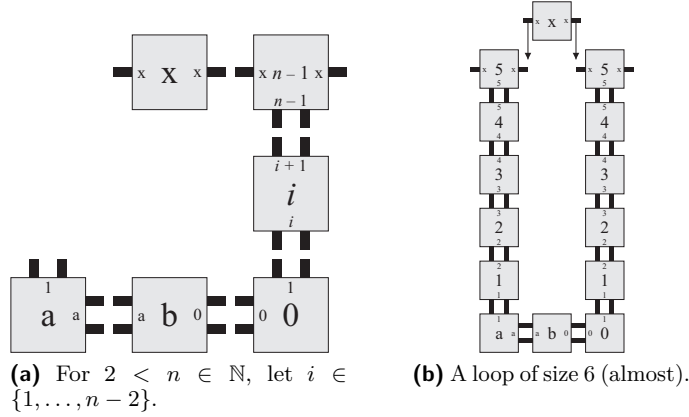 x X x
x n – 1 x
n – 1
i + 1
i
i
1
a a
a b 0
1
0 0
(a) For 2 < n ∈ ℕ, let i ∈
{1, . . . , n − 2}.
x x x
x 5 x
5
x 5 x
5
5
4
4
5
4
4
4
3
3
4
3
3
3
2
2
3
2
2
2
1
1
2
1
1
1
a a
a b 0
1
0 0
(b) A loop of size 6 (almost).